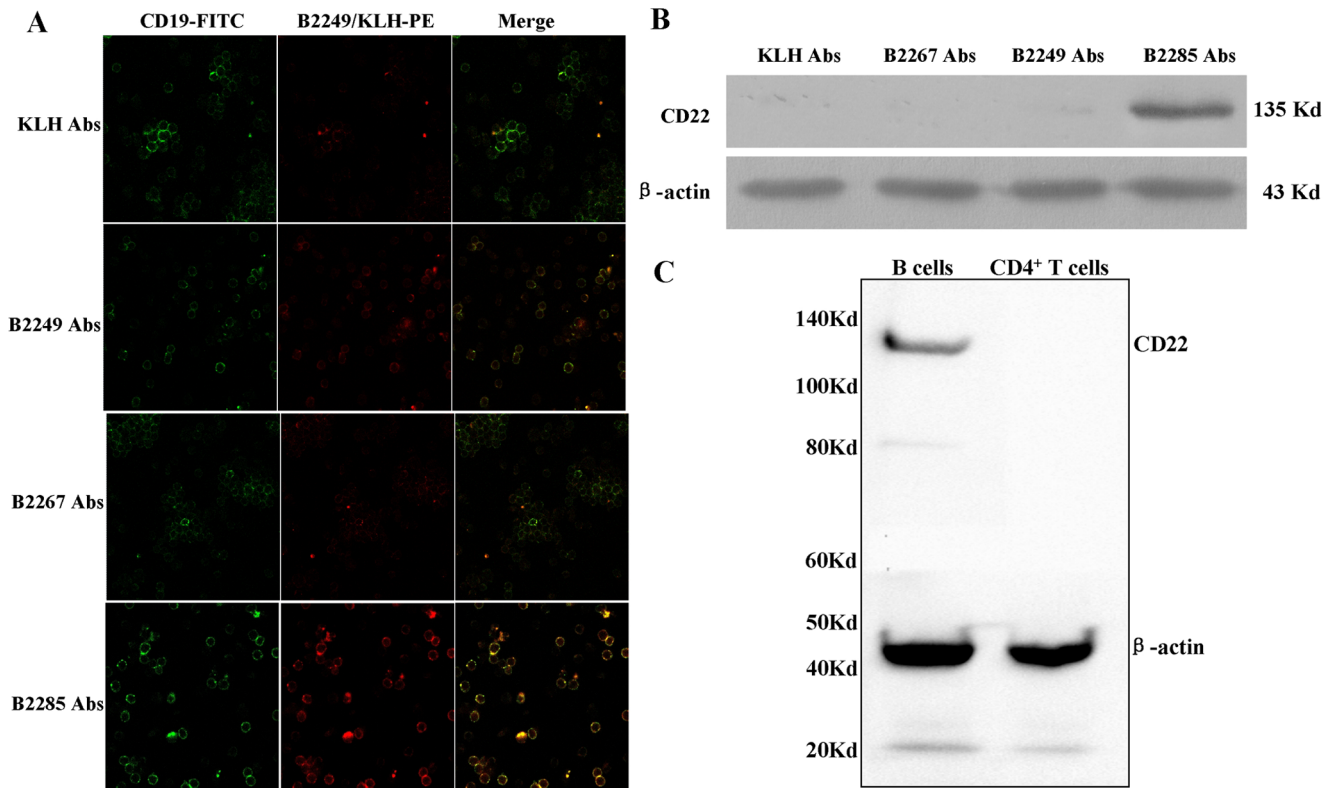 A
CD19-FITC B2249/KLH-PE Merge
KLH Abs
B2249 Abs
B2267 Abs
B2285 Abs
B
KLH Abs B2267 Abs B2249 Abs B2285 Abs
CD22 135 Kd
β-actin 43 Kd
C
B cells CD4⁺ T cells
140Kd
CD22
100Kd
80Kd
60Kd
50Kd
β-actin
40Kd
20Kd